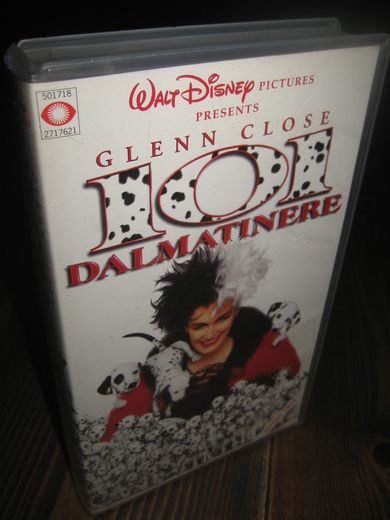 501718
2717621
WALT DISNEY PICTURES
PRESENTS
GLENN CLOSE
101
DALMATINERE